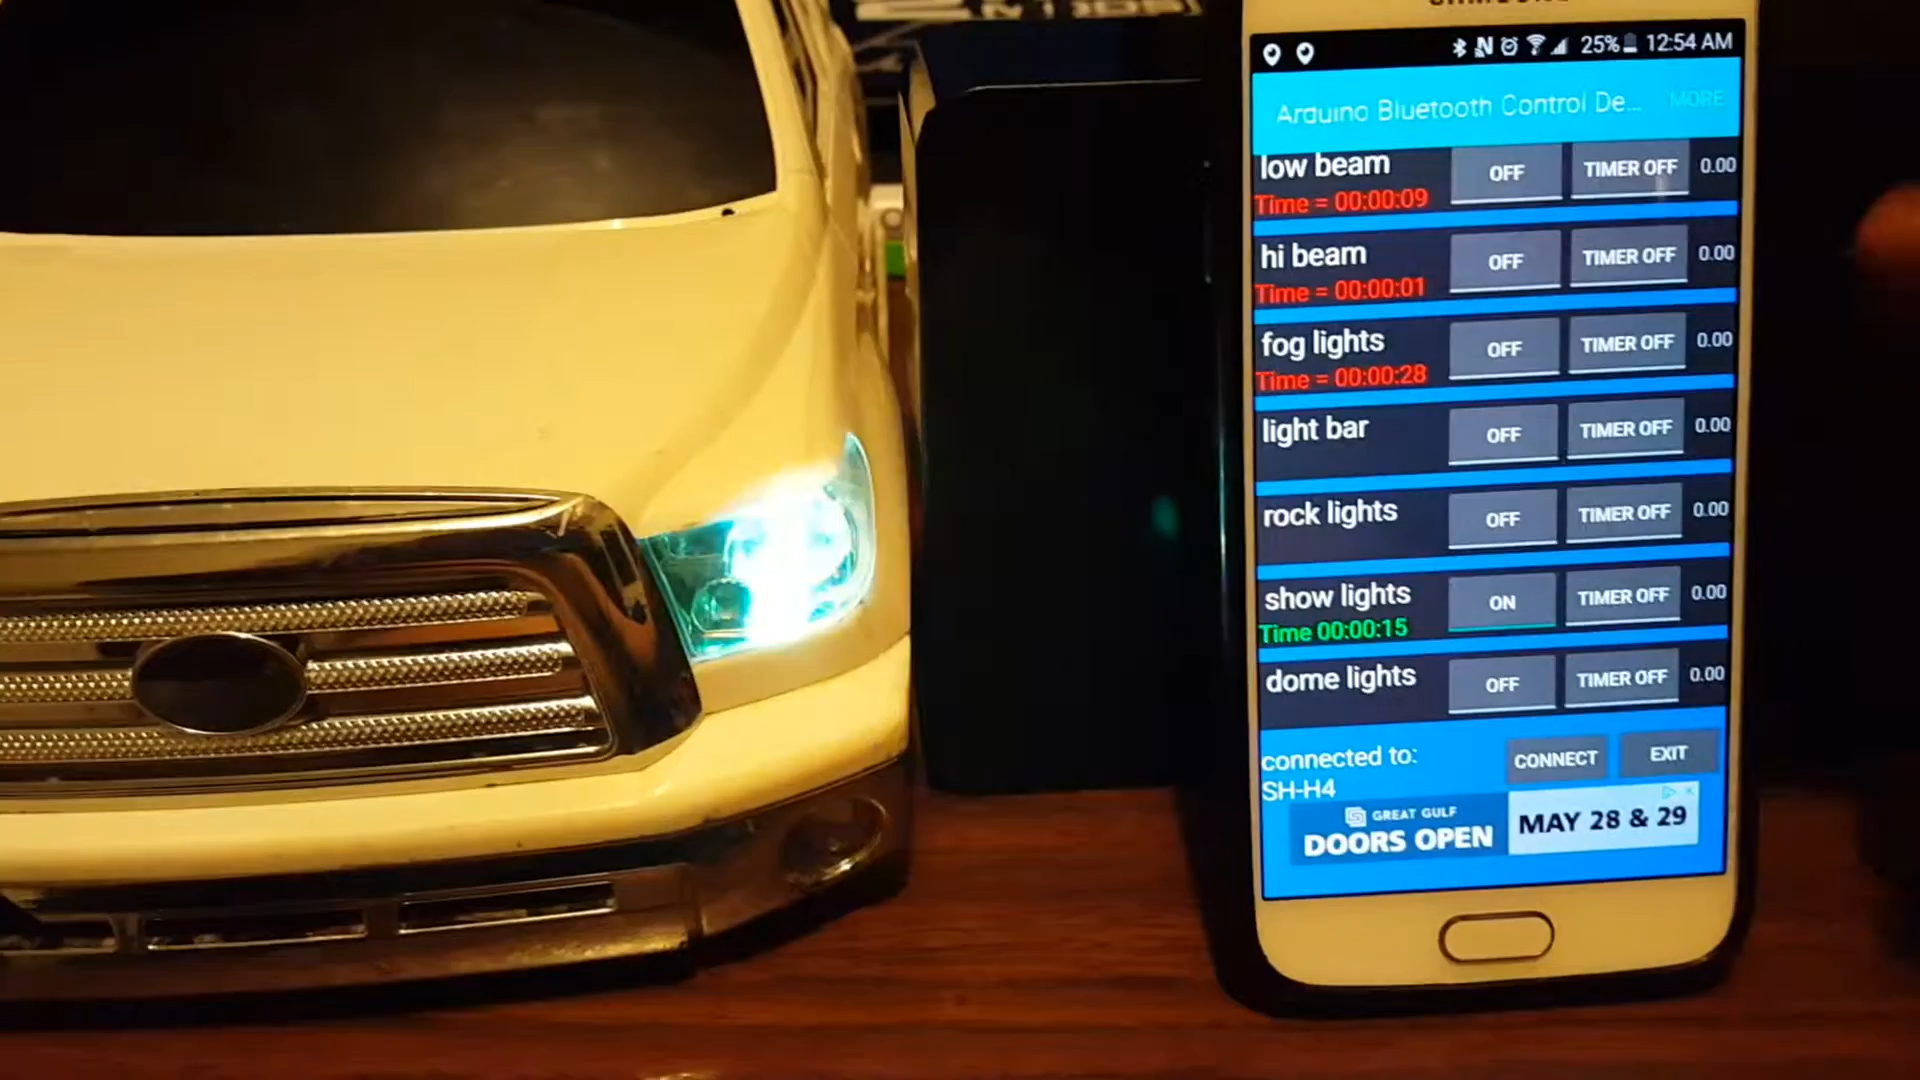 25% 12:54 AM
Arduino Bluetooth Control De... MORE
low beam OFF TIMER OFF 0.00
Time = 00:00:09
hi beam OFF TIMER OFF 0.00
Time = 00:00:01
fog lights OFF TIMER OFF 0.00
Time = 00:00:28
light bar OFF TIMER OFF 0.00
rock lights OFF TIMER OFF 0.00
show lights ON TIMER OFF 0.00
Time 00:00:15
dome lights OFF TIMER OFF 0.00
connected to: CONNECT EXIT
SH-H4
GREAT GULF
DOORS OPEN MAY 28 & 29